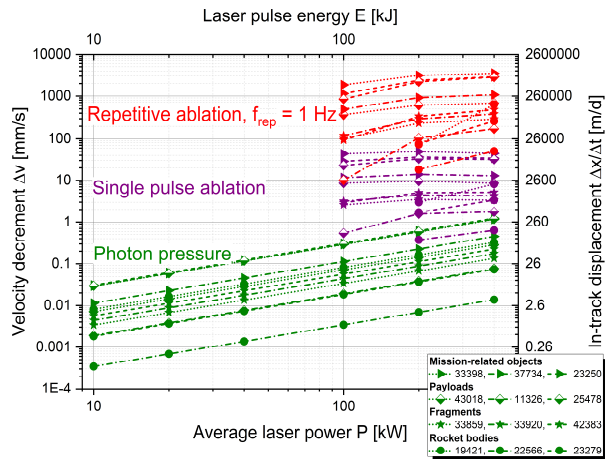 Laser pulse energy E [kJ]
10 100
10000 2600000
1000 260000
100 26000
10 2600
1 260
0.1 26
0.01 2.6
0.001 0.26
1E-4
Velocity decrement Δv [mm/s]
In-track displacement Δx/Δt [m/d]
Repetitive ablation, frep = 1 Hz
Single pulse ablation
Photon pressure
10 100
Average laser power P [kW]
Mission-related objects
33398, 37734, 23250
Payloads
43018, 11326, 25478
Fragments
33859, 33920, 42383
Rocket bodies
19421, 22566, 23279